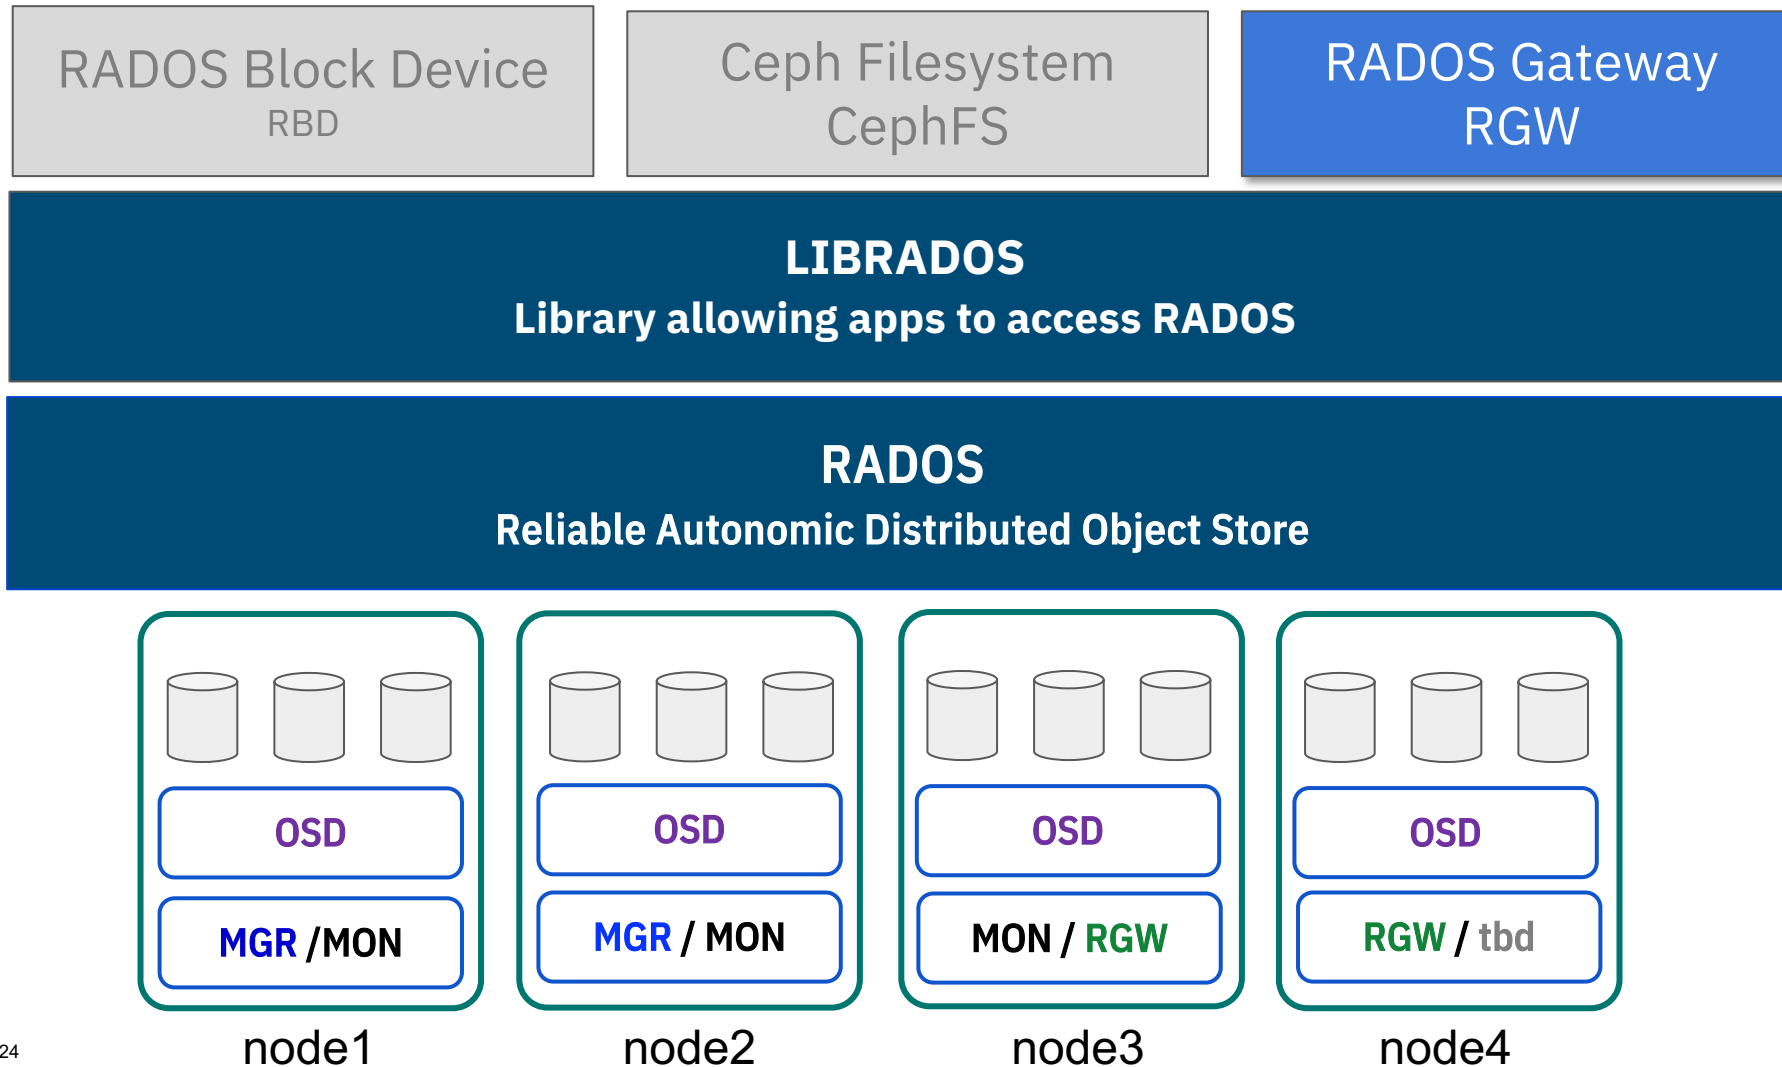 RADOS Block Device
RBD
Ceph Filesystem
CephFS
RADOS Gateway
RGW
LIBRADOS
Library allowing apps to access RADOS
RADOS
Reliable Autonomic Distributed Object Store
OSD
MGR /MON
node1
OSD
MGR / MON
node2
OSD
MON / RGW
node3
OSD
RGW / tbd
node4
24